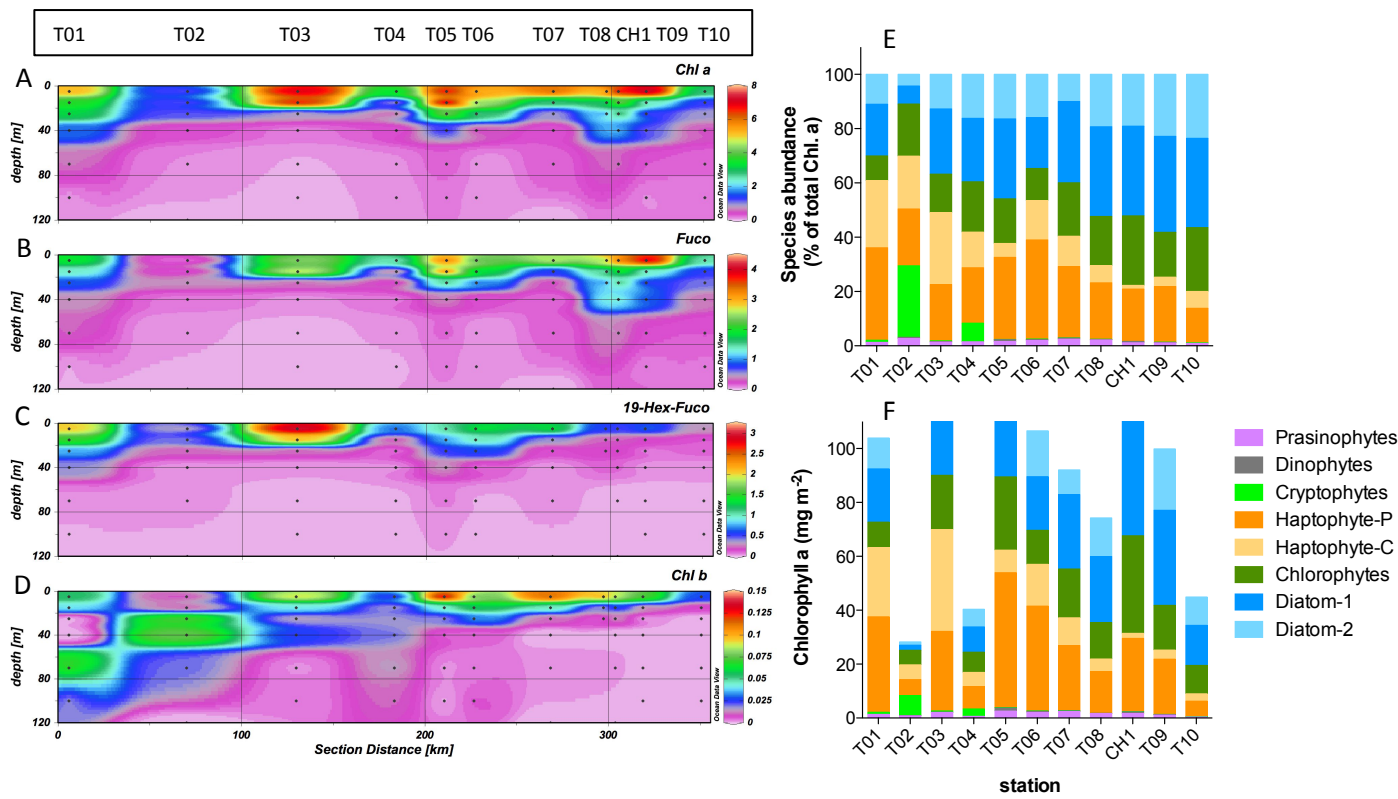 T01 T02 T03 T04 T05 T06 T07 T08 CH1 T09 T10
A
Chl a
depth [m]
0
40
80
120
8
6
4
2
0
Ocean Data View
B
Fuco
depth [m]
0
40
80
120
4
3
2
1
0
Ocean Data View
C
19-Hex-Fuco
depth [m]
0
40
80
120
3
2.5
2
1.5
1
0.5
0
Ocean Data View
D
Chl b
depth [m]
0
40
80
120
0.15
0.125
0.1
0.075
0.05
0.025
0
Ocean Data View
0 100 200 300
Section Distance [km]
E
Species abundance
(% of total Chl. a)
100
80
60
40
20
0
T01 T02 T03 T04 T05 T06 T07 T08 CH1 T09 T10
F
Chlorophyll a (mg m-2)
100
80
60
40
20
0
T01 T02 T03 T04 T05 T06 T07 T08 CH1 T09 T10
station
Prasinophytes
Dinophytes
Cryptophytes
Haptophyte-P
Haptophyte-C
Chlorophytes
Diatom-1
Diatom-2